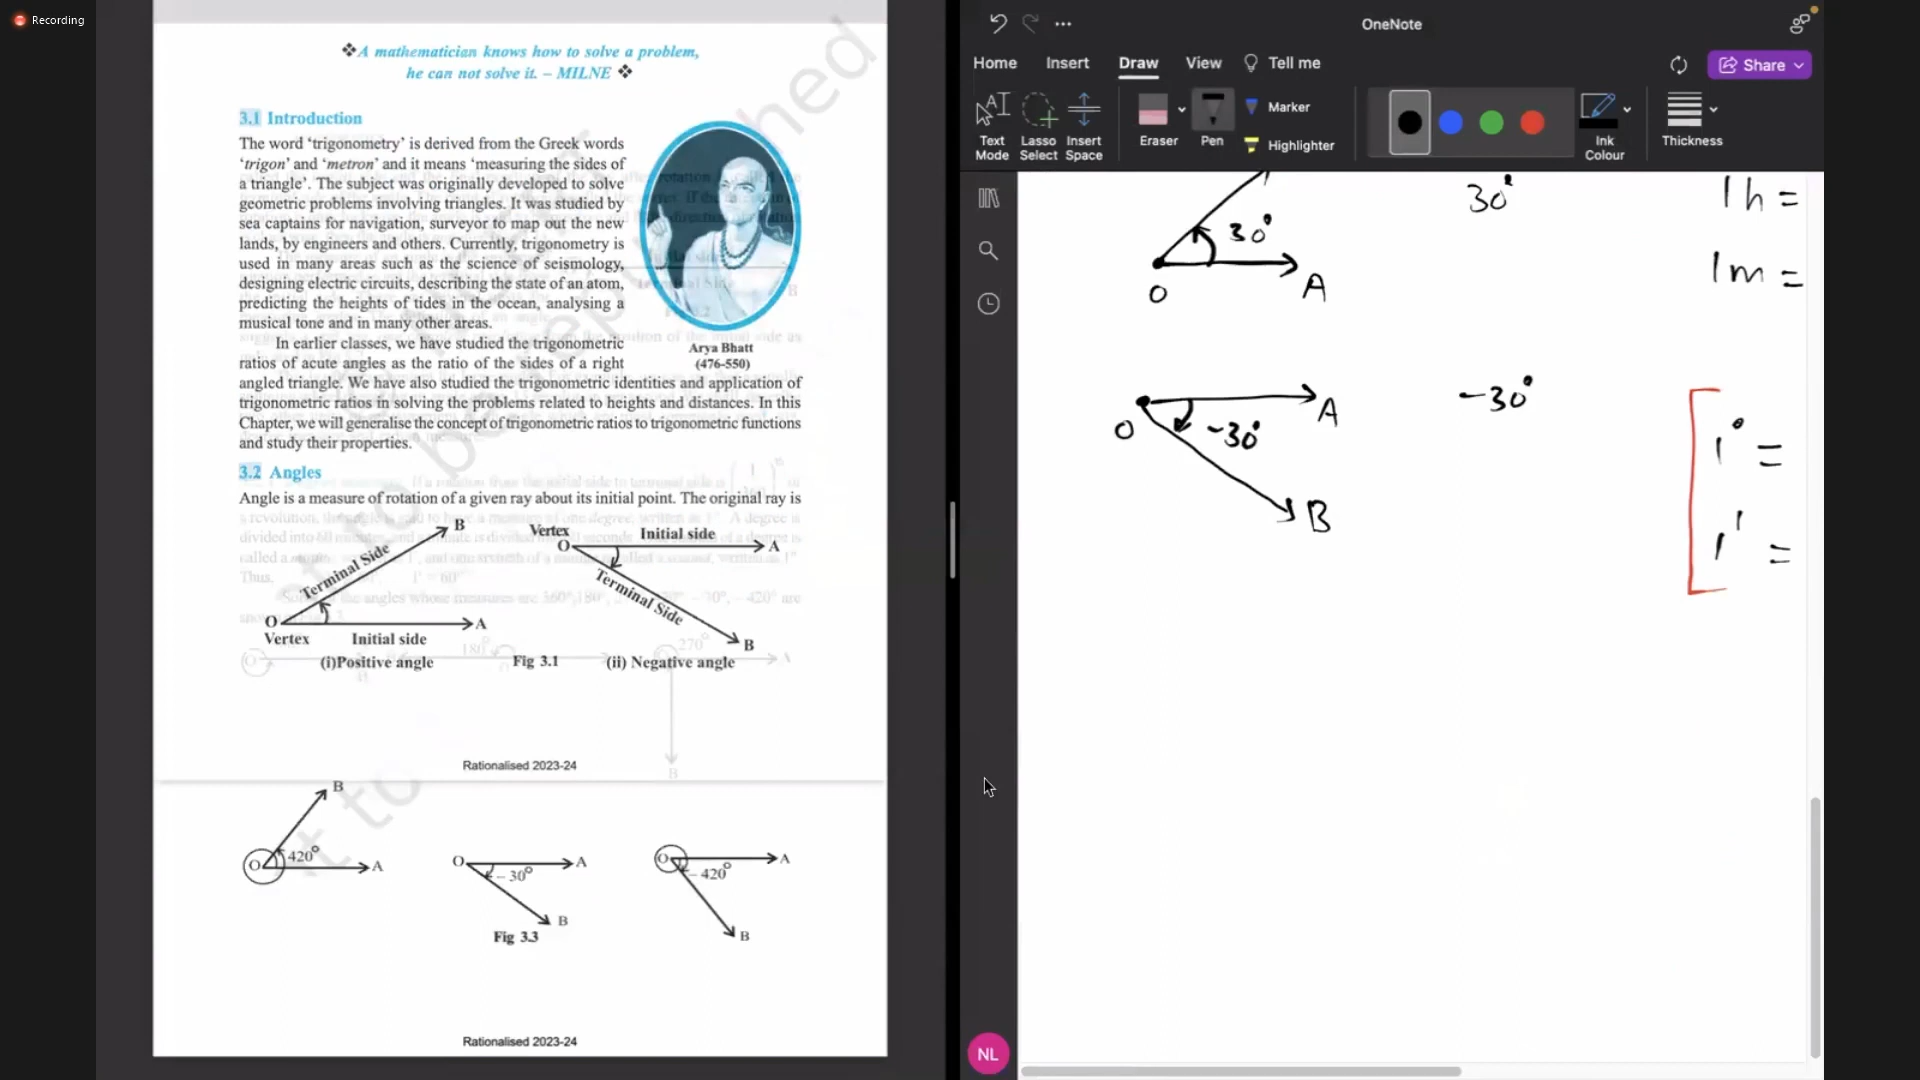 Recording
❖A mathematician knows how to solve a problem,
he can not solve it. – MILNE ❖
3.1 Introduction
The word ‘trigonometry’ is derived from the Greek words
‘trigon’ and ‘metron’ and it means ‘measuring the sides of
a triangle’. The subject was originally developed to solve
geometric problems involving triangles. It was studied by
sea captains for navigation, surveyor to map out the new
lands, by engineers and others. Currently, trigonometry is
used in many areas such as the science of seismology,
designing electric circuits, describing the state of an atom,
predicting the heights of tides in the ocean, analysing a
musical tone and in many other areas.
Arya Bhatt
(476-550)
In earlier classes, we have studied the trigonometric
ratios of acute angles as the ratio of the sides of a right
angled triangle. We have also studied the trigonometric identities and application of
trigonometric ratios in solving the problems related to heights and distances. In this
Chapter, we will generalise the concept of trigonometric ratios to trigonometric functions
and study their properties.
3.2 Angles
Angle is a measure of rotation of a given ray about its initial point. The original ray is
B
Terminal Side
O
A
Vertex
Initial side
(i)Positive angle
Fig 3.1
Vertex
Initial side
O
A
Terminal Side
B
(ii) Negative angle
Rationalised 2023-24
B
O
420°
A
O
A
– 30°
B
Fig 3.3
O
A
– 420°
B
Rationalised 2023-24
OneNote
Home
Insert
Draw
View
Tell me
Share
Text
Mode
Lasso
Select
Insert
Space
Eraser
Pen
Marker
Highlighter
Ink
Colour
Thickness
30°
O
A
30°
1h =
1m =
O
A
-30°
B
-30°
1° =
1' =
NL